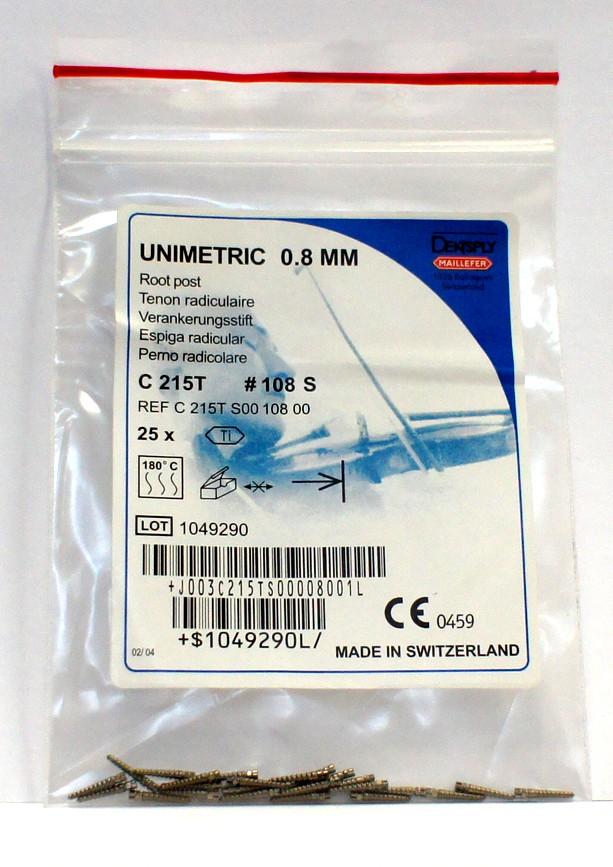 DENTSPLY
MAILLEFER
UNIMETRIC 0.8 MM
Root post
Tenon radiculaire
Verankerungsstift
Espiga radicular
Perno radicolare
C 215T #108 S
REF C 215T S00 108 00
25 x Ti
180° C
LOT 1049290
+J003C215TS00008001L
+$1049290L/
CE 0459
02/04 MADE IN SWITZERLAND